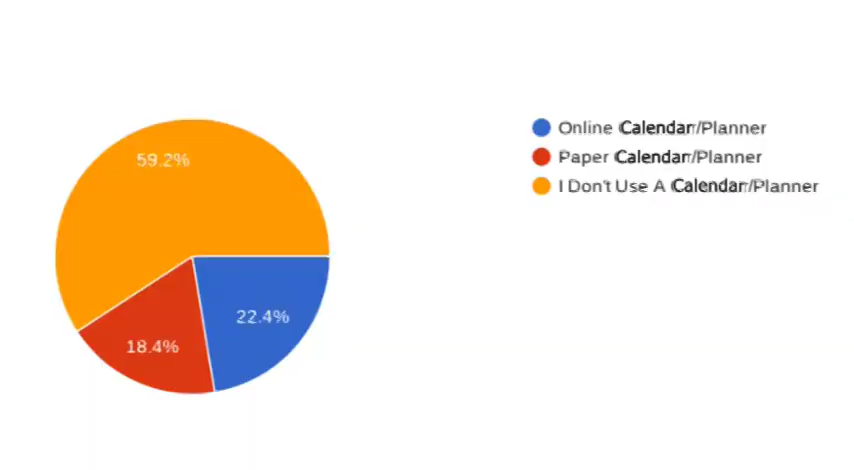 59.2%
22.4%
18.4%
Online Calendar/Planner
Paper Calendar/Planner
I Don't Use A Calendar/Planner